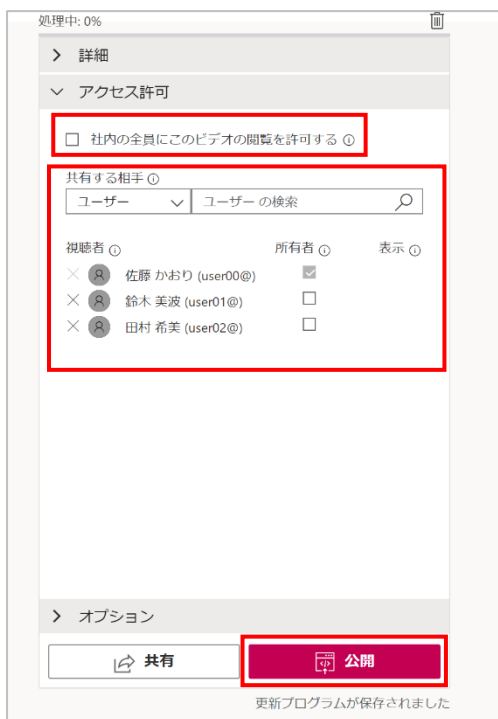 処理中: 0%
詳細
アクセス許可
社内の全員にこのビデオの閲覧を許可する
共有する相手
ユーザー ユーザー の検索
視聴者 所有者 表示
佐藤 かおり (user00@)
鈴木 美波 (user01@)
田村 希美 (user02@)
オプション
共有 公開
更新プログラムが保存されました